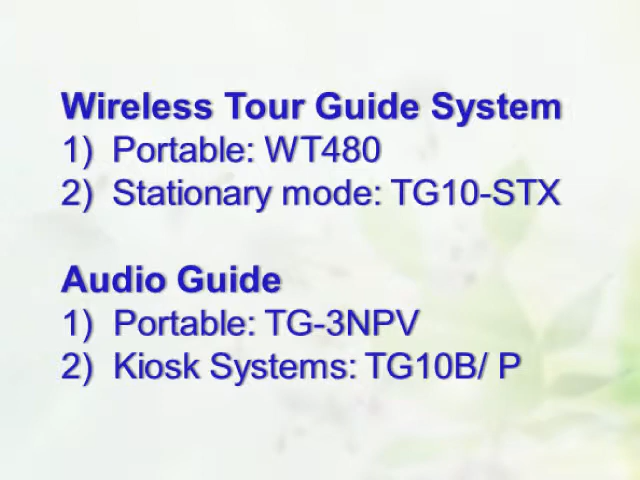 Wireless Tour Guide System
1) Portable: WT480
2) Stationary mode: TG10-STX
Audio Guide
1) Portable: TG-3NPV
2) Kiosk Systems: TG10B/ P